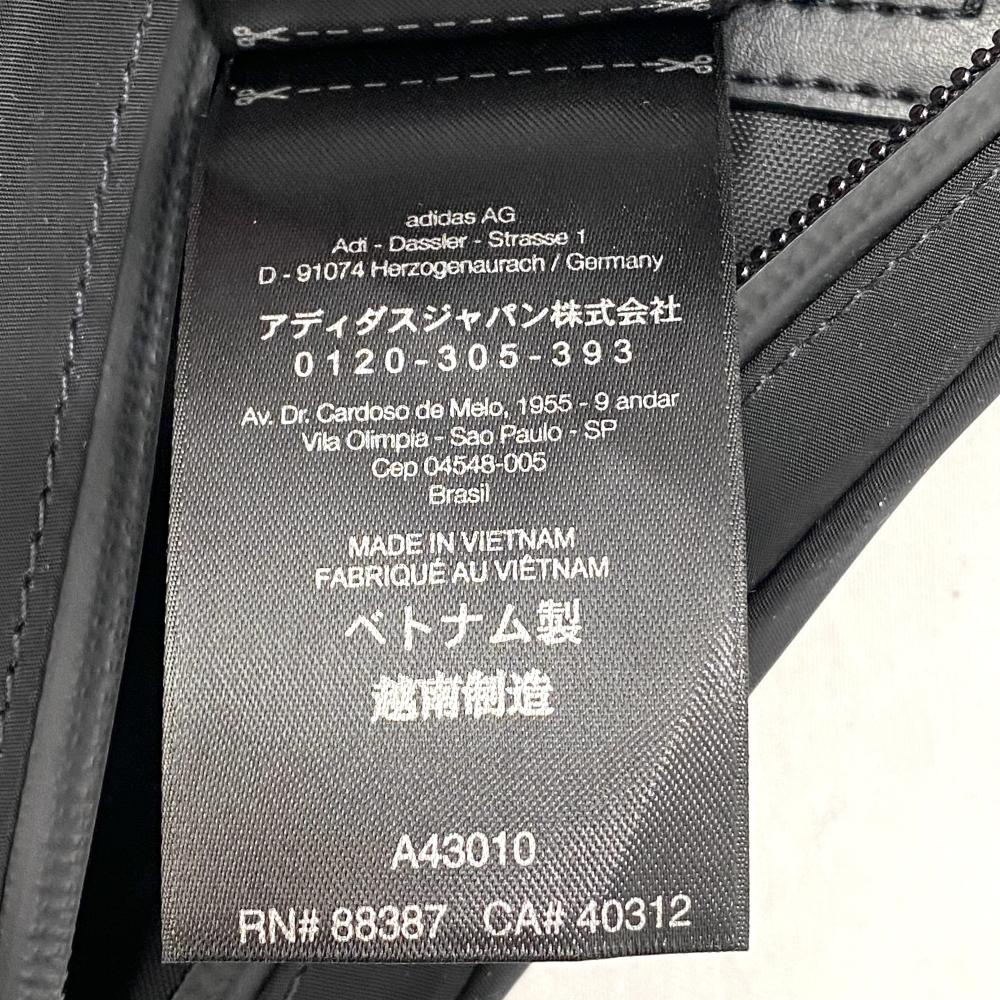 adidas AG
Adi - Dassler - Strasse 1
D - 91074 Herzogenaurach / Germany
アディダスジャパン株式会社
0120-305-393
Av. Dr. Cardoso de Melo, 1955 - 9 andar
Vila Olimpia - Sao Paulo - SP
Cep 04548-005
Brasil
MADE IN VIETNAM
FABRIQUÉ AU VIÊTNAM
ベトナム製
越南制造
A43010
RN# 88387 CA# 40312